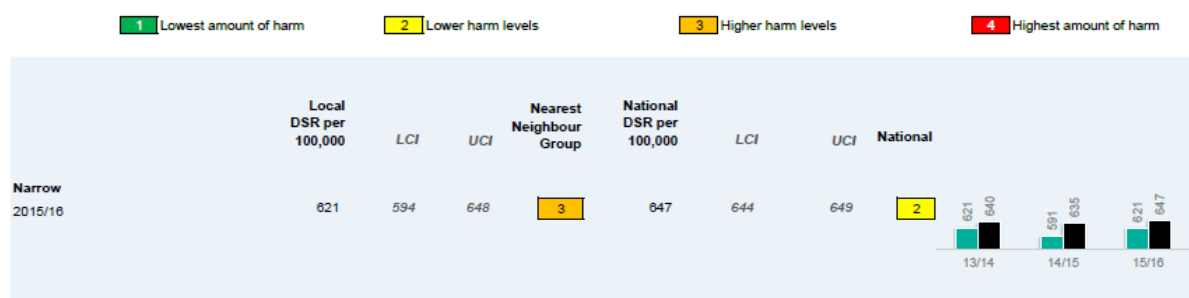 1 Lowest amount of harm 2 Lower harm levels 3 Higher harm levels 4 Highest amount of harm
Local DSR per 100,000 LCI UCI Nearest Neighbour Group National DSR per 100,000 LCI UCI National
Narrow
2015/16 621 594 648 3 647 644 649 2
621 640 591 635 621 647
13/14 14/15 15/16